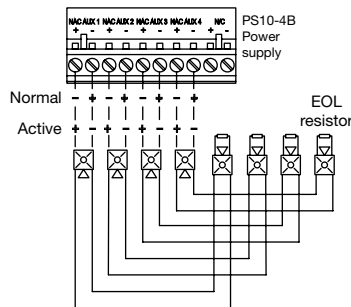 NAC AUX 1 NAC AUX 2 NAC AUX 3 NAC AUX 4 N/C
+ - + - + - + - + -
PS10-4B
Power
supply
Normal - + - + - + - +
Active + - + - + - + -
EOL
resistor